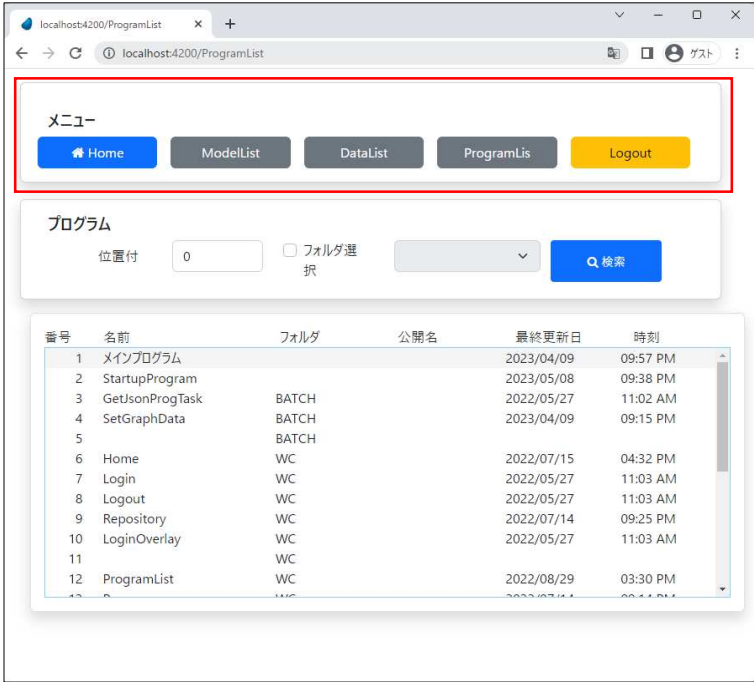 localhost:4200/ProgramList
localhost:4200/ProgramList ゲスト
メニュー
Home ModelList DataList ProgramLis Logout
プログラム
位置付 0 フォルダ選択 検索
番号 名前 フォルダ 公開名 最終更新日 時刻
1 メインプログラム 2023/04/09 09:57 PM
2 StartupProgram 2023/05/08 09:38 PM
3 GetJsonProgTask BATCH 2022/05/27 11:02 AM
4 SetGraphData BATCH 2023/04/09 09:15 PM
5 BATCH
6 Home WC 2022/07/15 04:32 PM
7 Login WC 2022/05/27 11:03 AM
8 Logout WC 2022/05/27 11:03 AM
9 Repository WC 2022/07/14 09:25 PM
10 LoginOverlay WC 2022/05/27 11:03 AM
11 WC
12 ProgramList WC 2022/08/29 03:30 PM